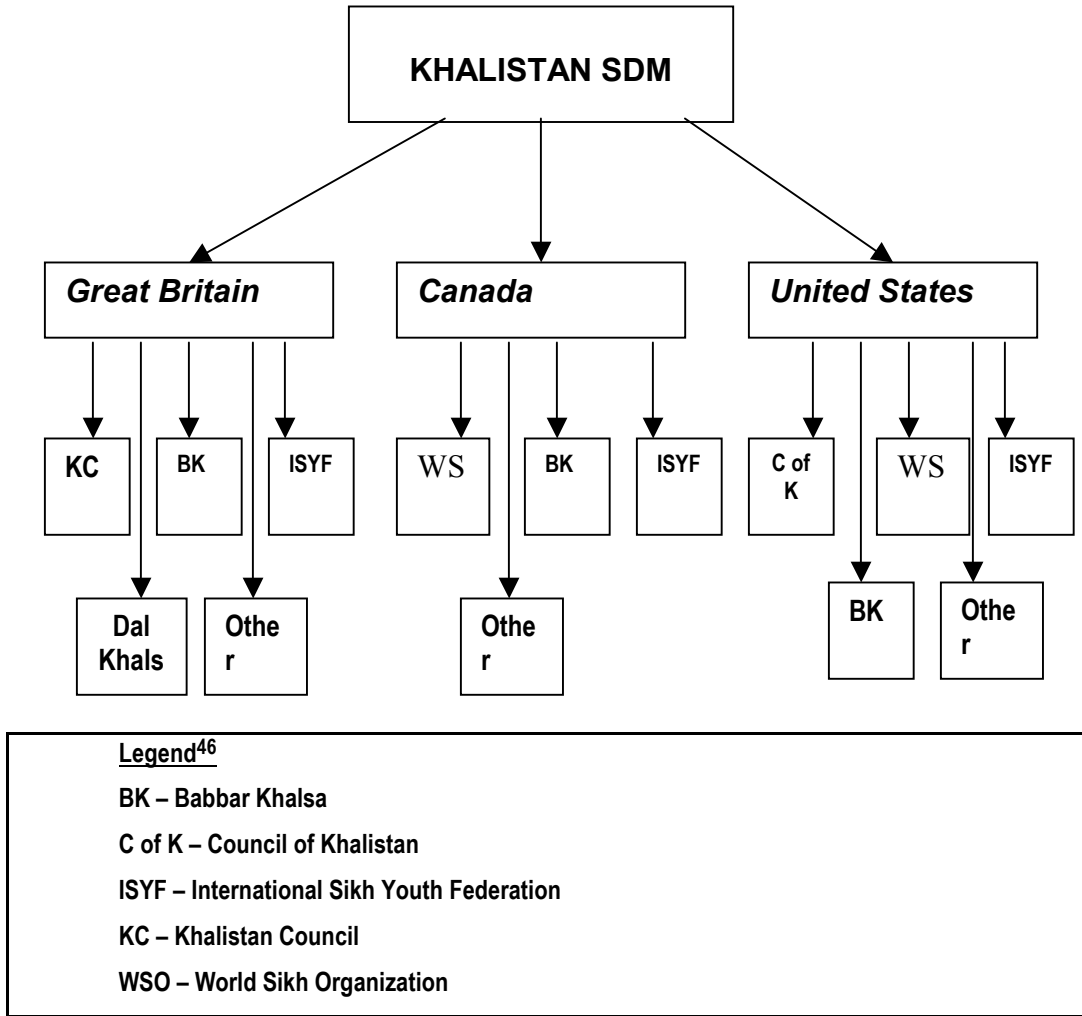 KHALISTAN SDM
Great Britain
Canada
United States
KC
BK
ISYF
WS
BK
ISYF
C of
K
WS
ISYF
Dal
Khals
Othe
r
Othe
r
BK
Othe
r
Legend46
BK – Babbar Khalsa
C of K – Council of Khalistan
ISYF – International Sikh Youth Federation
KC – Khalistan Council
WSO – World Sikh Organization